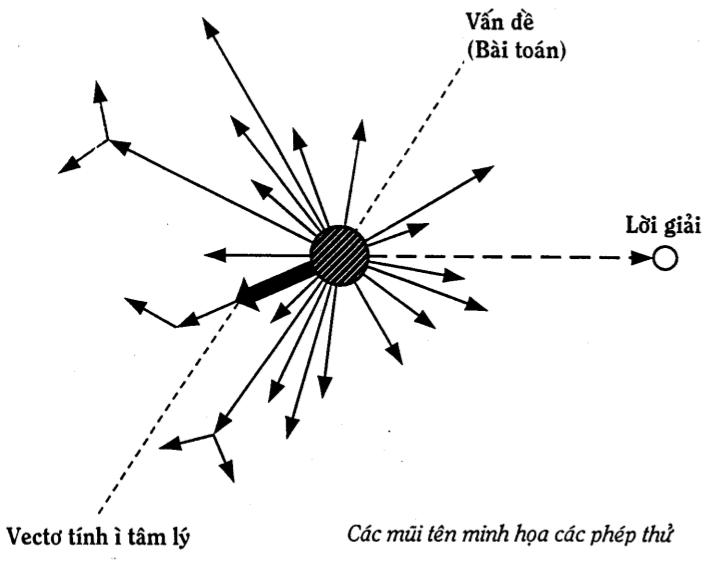 Vấn đề
(Bài toán)
Lời giải
Vectơ tính ì tâm lý
Các mũi tên minh họa các phép thử